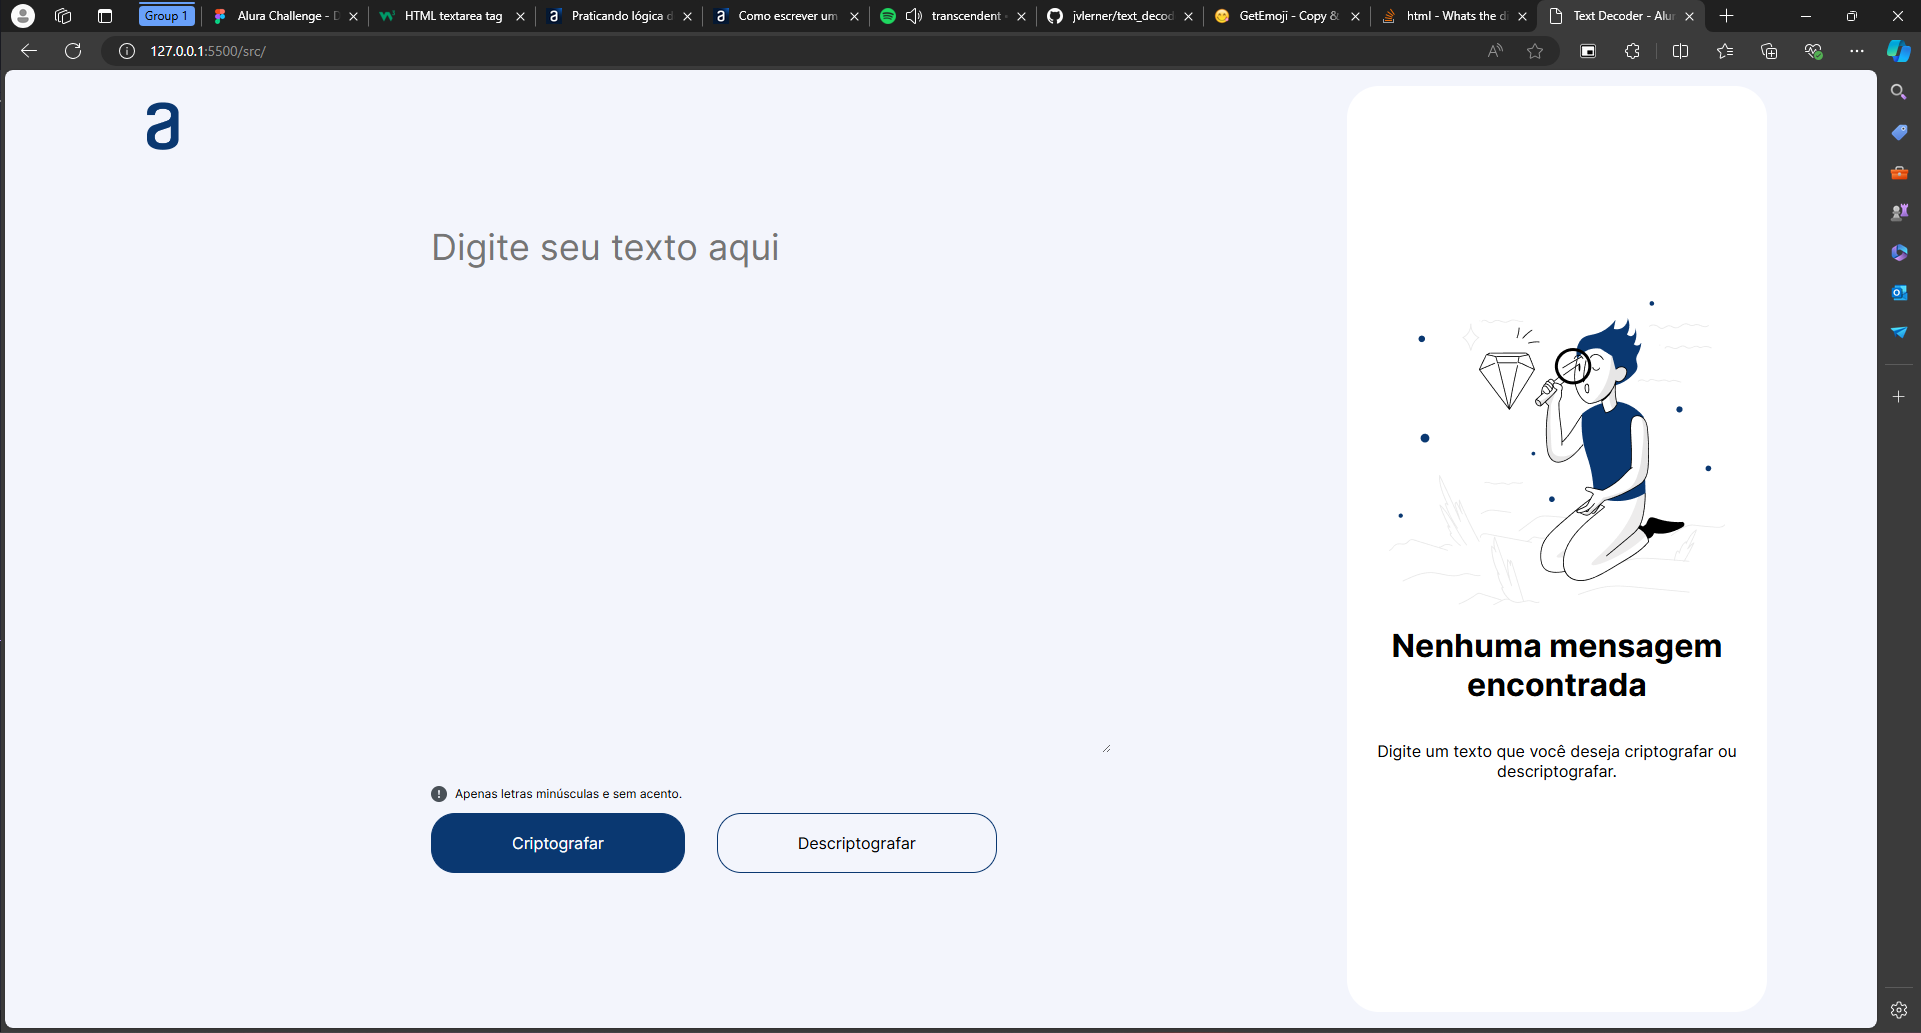 Group 1
Alura Challenge - D
HTML textarea tag
Praticando lógica d
Como escrever um
transcendent
jvlerner/text_decod
GetEmoji - Copy &
html - Whats the di
Text Decoder - Alur
127.0.0.1:5500/src/
a
Digite seu texto aqui
Apenas letras minúsculas e sem acento.
Criptografar
Descriptografar
Nenhuma mensagem
encontrada
Digite um texto que você deseja criptografar ou
descriptografar.